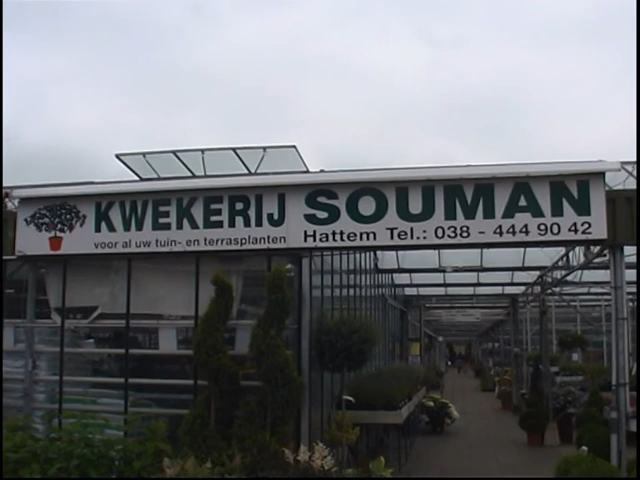 KWEKERIJ SOUMAN
voor al uw tuin- en terrasplanten
Hattem Tel.: 038 - 444 90 42